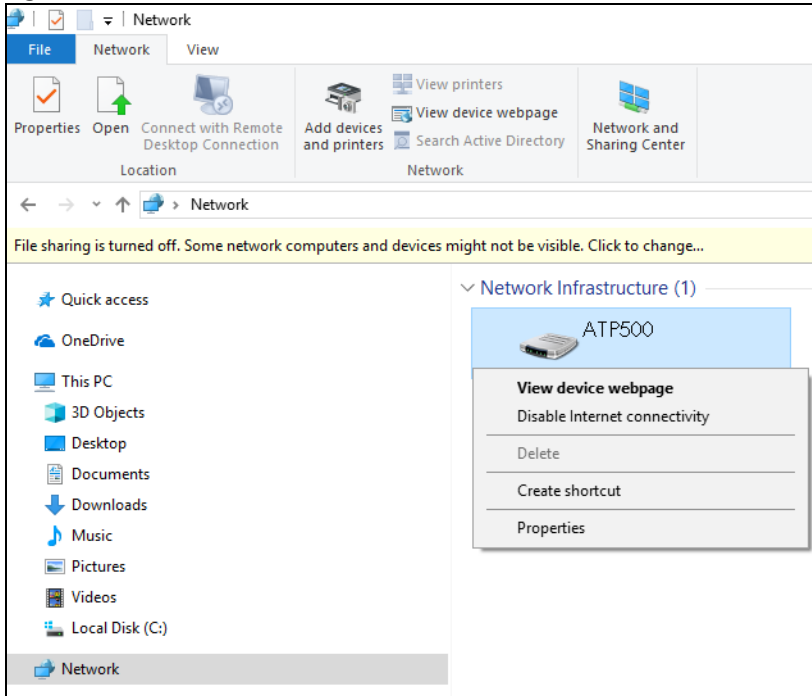 Network
File Network View
Properties Open Connect with Remote Desktop Connection
Location
Add devices and printers
View printers
View device webpage
Search Active Directory
Network
Network and Sharing Center
Network
File sharing is turned off. Some network computers and devices might not be visible. Click to change...
Quick access
OneDrive
This PC
3D Objects
Desktop
Documents
Downloads
Music
Pictures
Videos
Local Disk (C:)
Network
Network Infrastructure (1)
ATP500
View device webpage
Disable Internet connectivity
Delete
Create shortcut
Properties